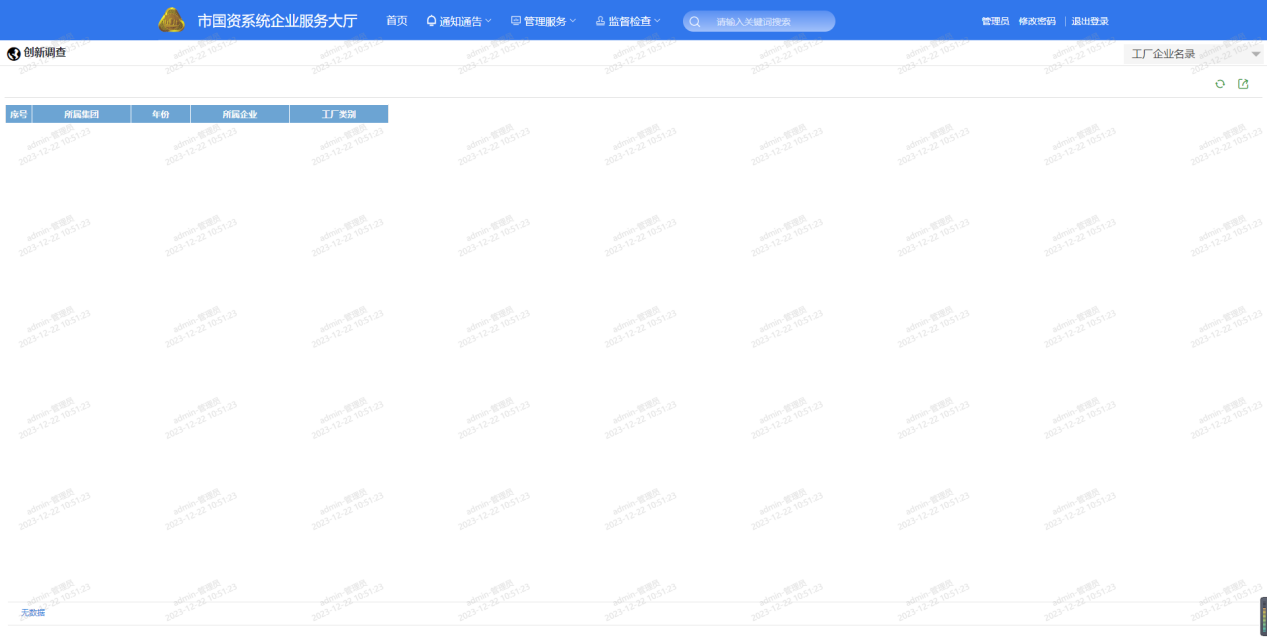 市国资系统企业服务大厅 首页 通知通告 管理服务 监督检查 请输入关键词搜索 管理员 修改密码 退出登录
创新调查 工厂企业名录
序号 所属集团 年份 所属企业 工厂类别
admin-管理员
2023-12-22 10:51:23
无数据